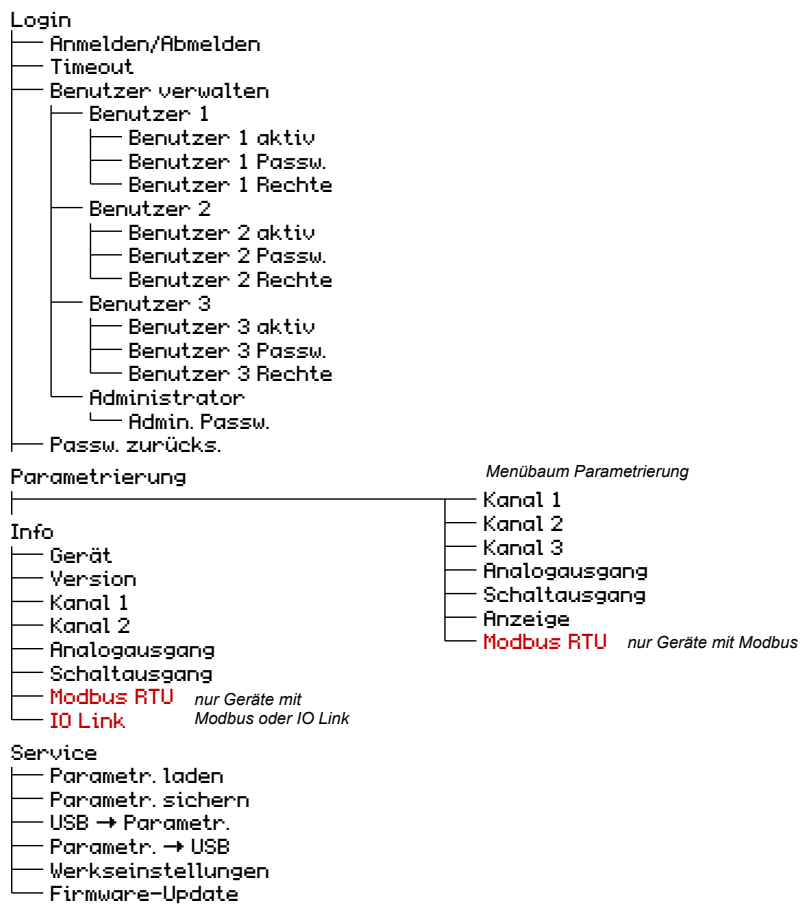 Login
Anmelden/Abmelden
Timeout
Benutzer verwalten
Benutzer 1
Benutzer 1 aktiv
Benutzer 1 Passw.
Benutzer 1 Rechte
Benutzer 2
Benutzer 2 aktiv
Benutzer 2 Passw.
Benutzer 2 Rechte
Benutzer 3
Benutzer 3 aktiv
Benutzer 3 Passw.
Benutzer 3 Rechte
Administrator
Admin. Passw.
Passw. zurücks.
Parametrierung
Menübaum Parametrierung
Kanal 1
Kanal 2
Kanal 3
Analogausgang
Schaltausgang
Anzeige
Modbus RTU nur Geräte mit Modbus
Info
Gerät
Version
Kanal 1
Kanal 2
Analogausgang
Schaltausgang
Modbus RTU nur Geräte mit
IO Link Modbus oder IO Link
Service
Parametr. laden
Parametr. sichern
USB → Parametr.
Parametr. → USB
Werkseinstellungen
Firmware-Update